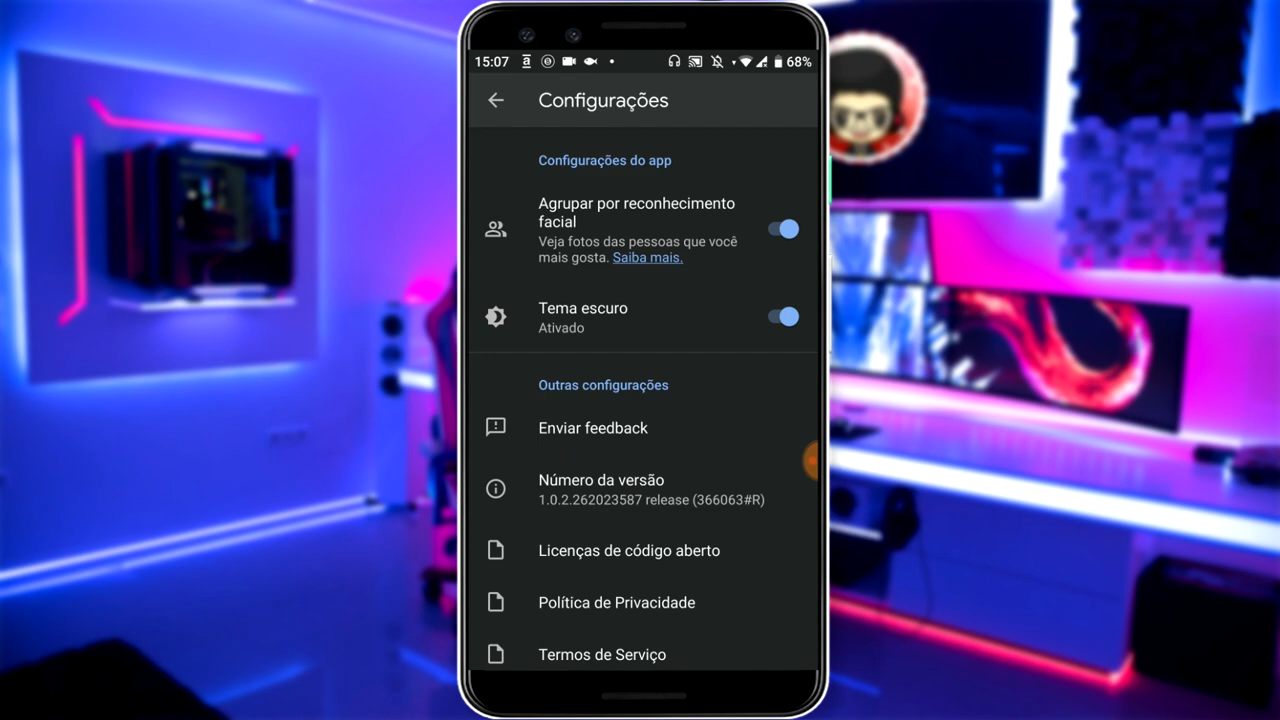 15:07
68%
Configurações
Configurações do app
Agrupar por reconhecimento
facial
Veja fotos das pessoas que você
mais gosta. Saiba mais.
Tema escuro
Ativado
Outras configurações
Enviar feedback
Número da versão
1.0.2.262023587 release (366063#R)
Licenças de código aberto
Política de Privacidade
Termos de Serviço